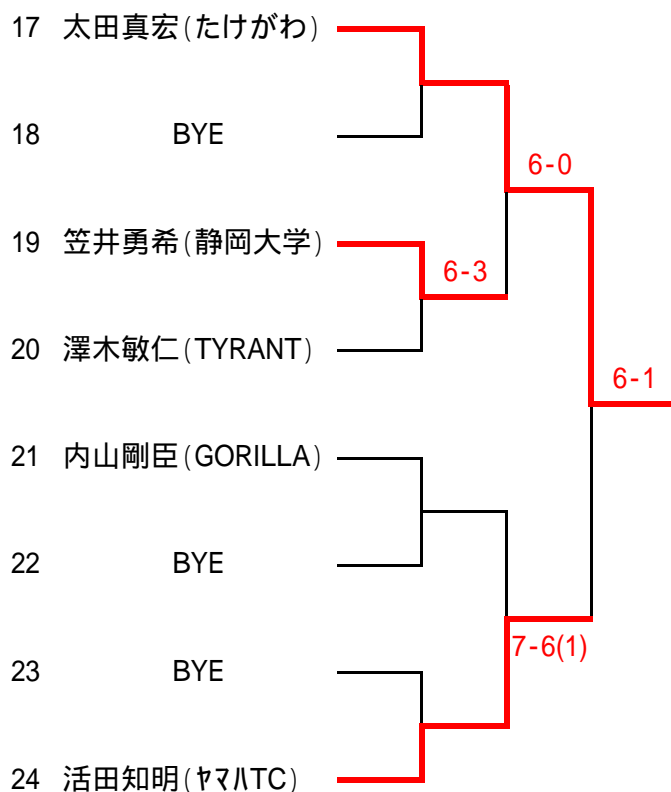 17 太田真宏(たけがわ)
18 BYE
6-0
19 笠井勇希(静岡大学)
6-3
20 澤木敏仁(TYRANT)
6-1
21 内山剛臣(GORILLA)
22 BYE
7-6(1)
23 BYE
24 活田知明(ヤマハTC)